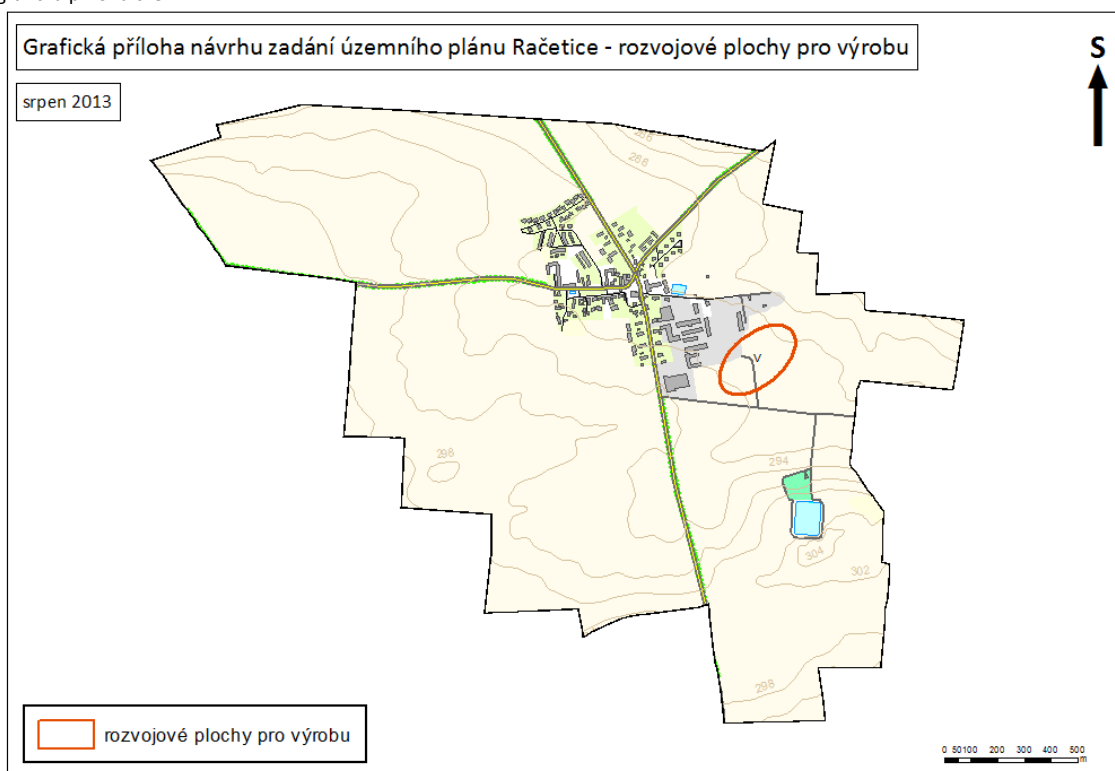 Grafická příloha návrhu zadání územního plánu Račetice - rozvojové plochy pro výrobu
S
srpen 2013
288
V
298
294
304
302
298
rozvojové plochy pro výrobu
0 50100 200 300 400 500
m